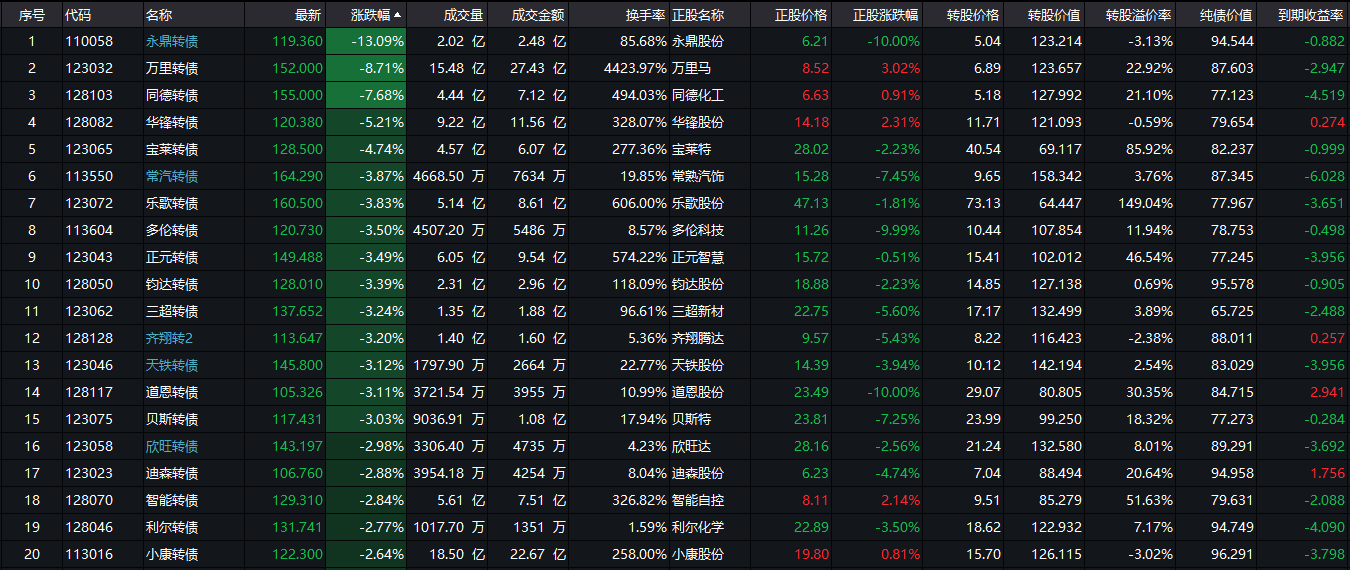 序号 代码 名称 最新 涨跌幅 成交量 成交金额 换手率 正股名称 正股价格 正股涨跌幅 转股价格 转股价值 转股溢价率 纯债价值 到期收益率
1 110058 永鼎转债 119.360 -13.09% 2.02 亿 2.48 亿 85.68% 永鼎股份 6.21 -10.00% 5.04 123.214 -3.13% 94.544 -0.882
2 123032 万里转债 152.000 -8.71% 15.48 亿 27.43 亿 4423.97% 万里马 8.52 3.02% 6.89 123.657 22.92% 87.603 -2.947
3 128103 同德转债 155.000 -7.68% 4.44 亿 7.12 亿 494.03% 同德化工 6.63 0.91% 5.18 127.992 21.10% 77.123 -4.519
4 128082 华锋转债 120.380 -5.21% 9.22 亿 11.56 亿 328.07% 华锋股份 14.18 2.31% 11.71 121.093 -0.59% 79.654 0.274
5 123065 宝莱转债 128.500 -4.74% 4.57 亿 6.07 亿 277.36% 宝莱特 28.02 -2.23% 40.54 69.117 85.92% 82.237 -0.999
6 113550 常汽转债 164.290 -3.87% 4668.50 万 7634 万 19.85% 常熟汽饰 15.28 -7.45% 9.65 158.342 3.76% 87.345 -6.028
7 123072 乐歌转债 160.500 -3.83% 5.14 亿 8.61 亿 606.00% 乐歌股份 47.13 -1.81% 73.13 64.447 149.04% 77.967 -3.651
8 113604 多伦转债 120.730 -3.50% 4507.20 万 5486 万 8.57% 多伦科技 11.26 -9.99% 10.44 107.854 11.94% 78.753 -0.498
9 123043 正元转债 149.488 -3.49% 6.05 亿 9.54 亿 574.22% 正元智慧 15.72 -0.51% 15.41 102.012 46.54% 77.245 -3.956
10 128050 钧达转债 128.010 -3.39% 2.31 亿 2.96 亿 118.09% 钧达股份 18.88 -2.23% 14.85 127.138 0.69% 95.578 -0.905
11 123062 三超转债 137.652 -3.24% 1.35 亿 1.88 亿 96.61% 三超新材 22.75 -5.60% 17.17 132.499 3.89% 65.725 -2.488
12 128128 齐翔转2 113.647 -3.20% 1.40 亿 1.60 亿 5.36% 齐翔腾达 9.57 -5.43% 8.22 116.423 -2.38% 88.011 0.257
13 123046 天铁转债 145.800 -3.12% 1797.90 万 2664 万 22.77% 天铁股份 14.39 -3.94% 10.12 142.194 2.54% 83.029 -3.956
14 128117 道恩转债 105.326 -3.11% 3721.54 万 3955 万 10.99% 道恩股份 23.49 -10.00% 29.07 80.805 30.35% 84.715 2.941
15 123075 贝斯转债 117.431 -3.03% 9036.91 万 1.08 亿 17.94% 贝斯特 23.81 -7.25% 23.99 99.250 18.32% 77.273 -0.284
16 123058 欣旺转债 143.197 -2.98% 3306.40 万 4735 万 4.23% 欣旺达 28.16 -2.56% 21.24 132.580 8.01% 89.291 -3.692
17 123023 迪森转债 106.760 -2.88% 3954.18 万 4254 万 8.04% 迪森股份 6.23 -4.74% 7.04 88.494 20.64% 94.958 1.756
18 128070 智能转债 129.310 -2.84% 5.61 亿 7.51 亿 326.82% 智能自控 8.11 2.14% 9.51 85.279 51.63% 79.631 -2.088
19 128046 利尔转债 131.741 -2.77% 1017.70 万 1351 万 1.59% 利尔化学 22.89 -3.50% 18.62 122.932 7.17% 94.749 -4.090
20 113016 小康转债 122.300 -2.64% 18.50 亿 22.67 亿 258.00% 小康股份 19.80 0.81% 15.70 126.115 -3.02% 96.291 -3.798